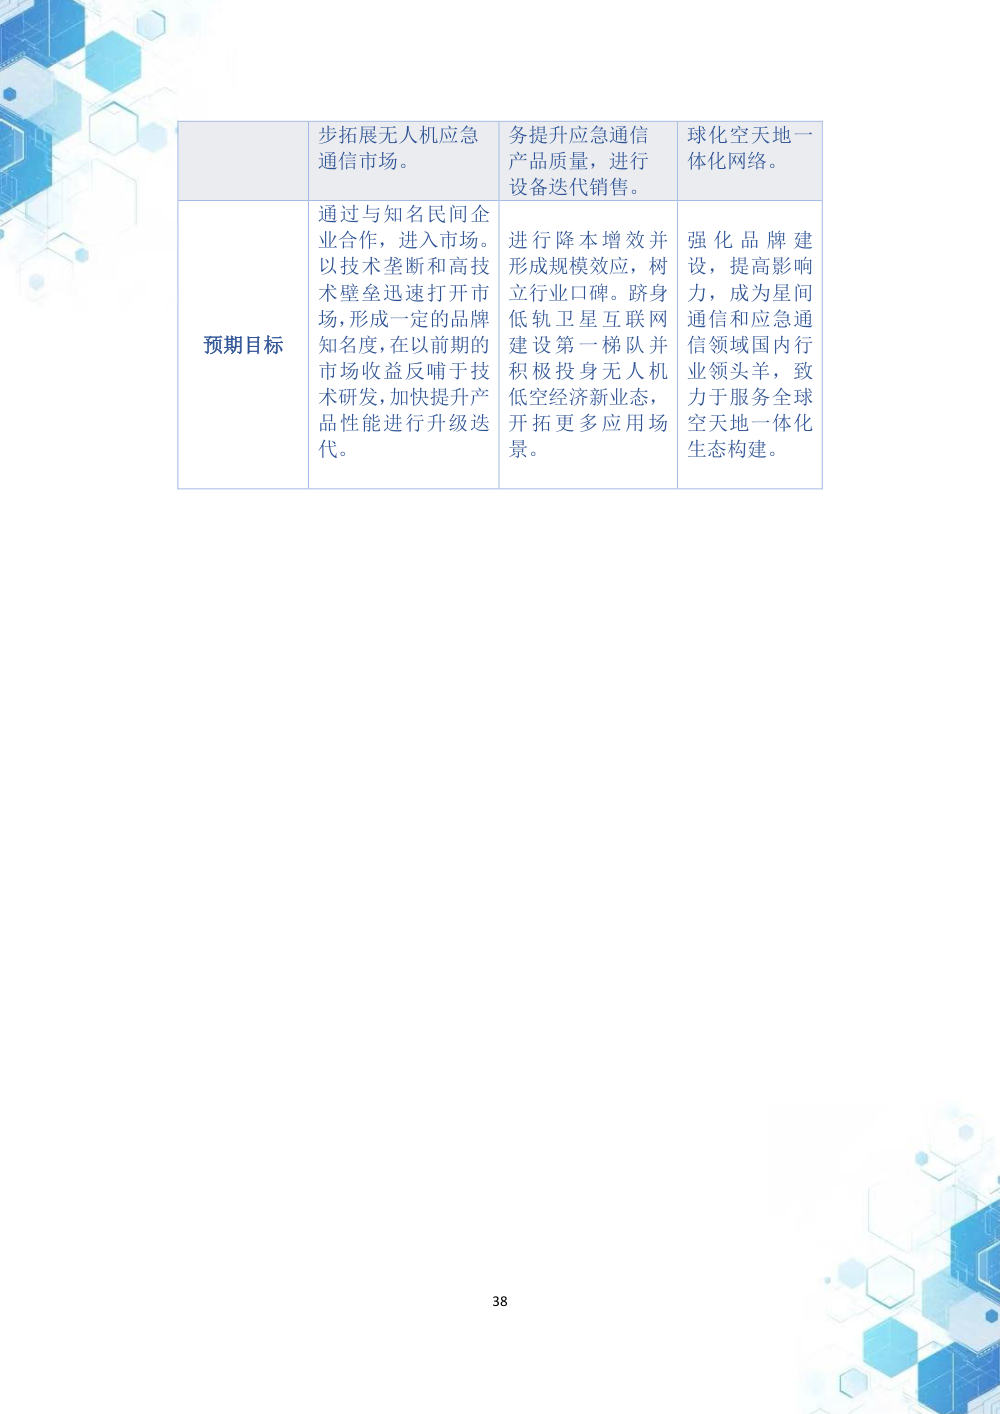 步拓展无人机应急
通信市场。
务提升应急通信
产品质量，进行
设备迭代销售。
球化空天地一
体化网络。
预期目标
通过与知名民间企
业合作，进入市场。
以技术垄断和高技
术壁垒迅速打开市
场,形成一定的品牌
知名度,在以前期的
市场收益反哺于技
术研发,加快提升产
品性能进行升级迭
代。
进行降本增效并
形成规模效应，树
立行业口碑。跻身
低轨卫星互联网
建设第一梯队并
积极投身无人机
低空经济新业态，
开拓更多应用场
景。
强化品牌建
设，提高影响
力，成为星间
通信和应急通
信领域国内行
业领头羊，致
力于服务全球
空天地一体化
生态构建。
38